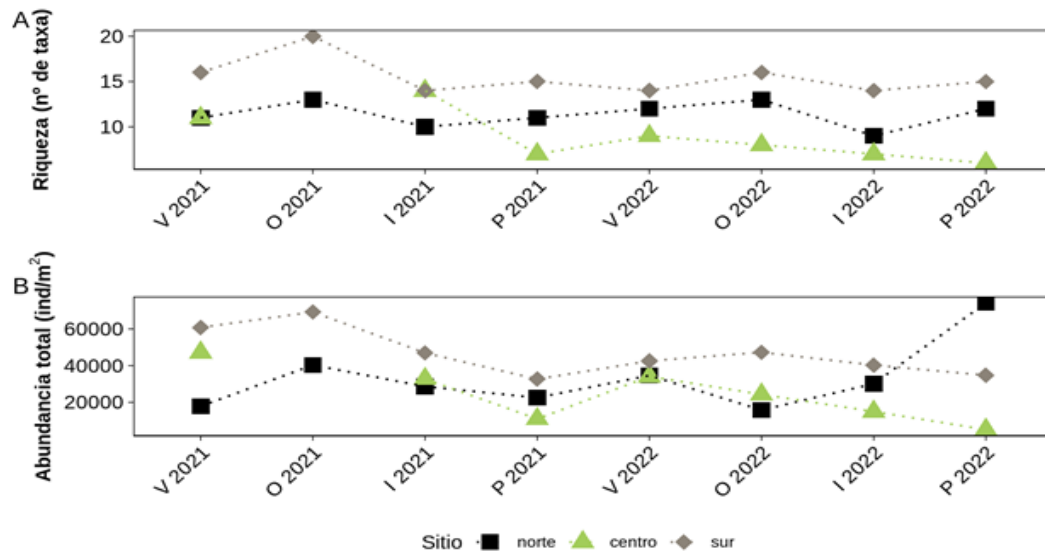 A
Riqueza (nº de taxa)
20
15
10
V 2021
O 2021
I 2021
P 2021
V 2022
O 2022
I 2022
P 2022
B
Abundancia total (ind/m²)
60000
40000
20000
V 2021
O 2021
I 2021
P 2021
V 2022
O 2022
I 2022
P 2022
Sitio norte centro sur